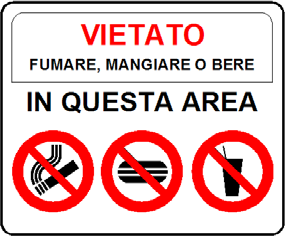 VIETATO
FUMARE, MANGIARE O BERE
IN QUESTA AREA